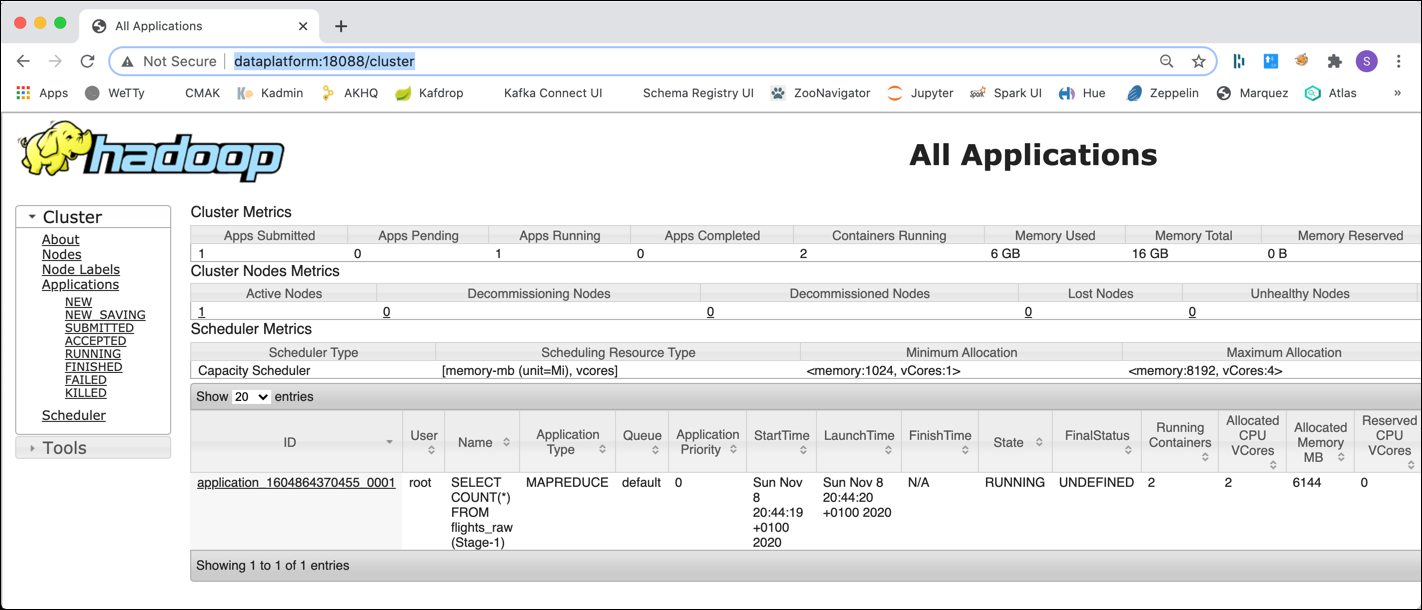 All Applications
Not Secure dataplatform:18088/cluster S
Apps WeTTy CMAK Kadmin AKHQ Kafdrop Kafka Connect UI Schema Registry UI ZooNavigator Jupyter Spark UI Hue Zeppelin Marquez Atlas »
hadoop
All Applications
Cluster
About
Nodes
Node Labels
Applications
NEW
NEW_SAVING
SUBMITTED
ACCEPTED
RUNNING
FINISHED
FAILED
KILLED
Scheduler
Tools
Cluster Metrics
Apps Submitted Apps Pending Apps Running Apps Completed Containers Running Memory Used Memory Total Memory Reserved
1 0 1 0 2 6 GB 16 GB 0 B
Cluster Nodes Metrics
Active Nodes Decommissioning Nodes Decommissioned Nodes Lost Nodes Unhealthy Nodes
1 0 0 0 0
Scheduler Metrics
Scheduler Type Scheduling Resource Type Minimum Allocation Maximum Allocation
Capacity Scheduler [memory-mb (unit=Mi), vcores] <memory:1024, vCores:1> <memory:8192, vCores:4>
Show 20 entries
ID
User
Name
Application
Type
Queue
Application
Priority
StartTime
LaunchTime
FinishTime
State
FinalStatus
Running
Containers
Allocated
CPU
VCores
Allocated
Memory
MB
Reserved
CPU
VCores
application_1604864370455_0001
root
SELECT
COUNT(*)
FROM
flights_raw
(Stage-1)
MAPREDUCE
default
0
Sun Nov
8
20:44:19
+0100
2020
Sun Nov 8
20:44:20
+0100 2020
N/A
RUNNING
UNDEFINED
2
2
6144
0
Showing 1 to 1 of 1 entries